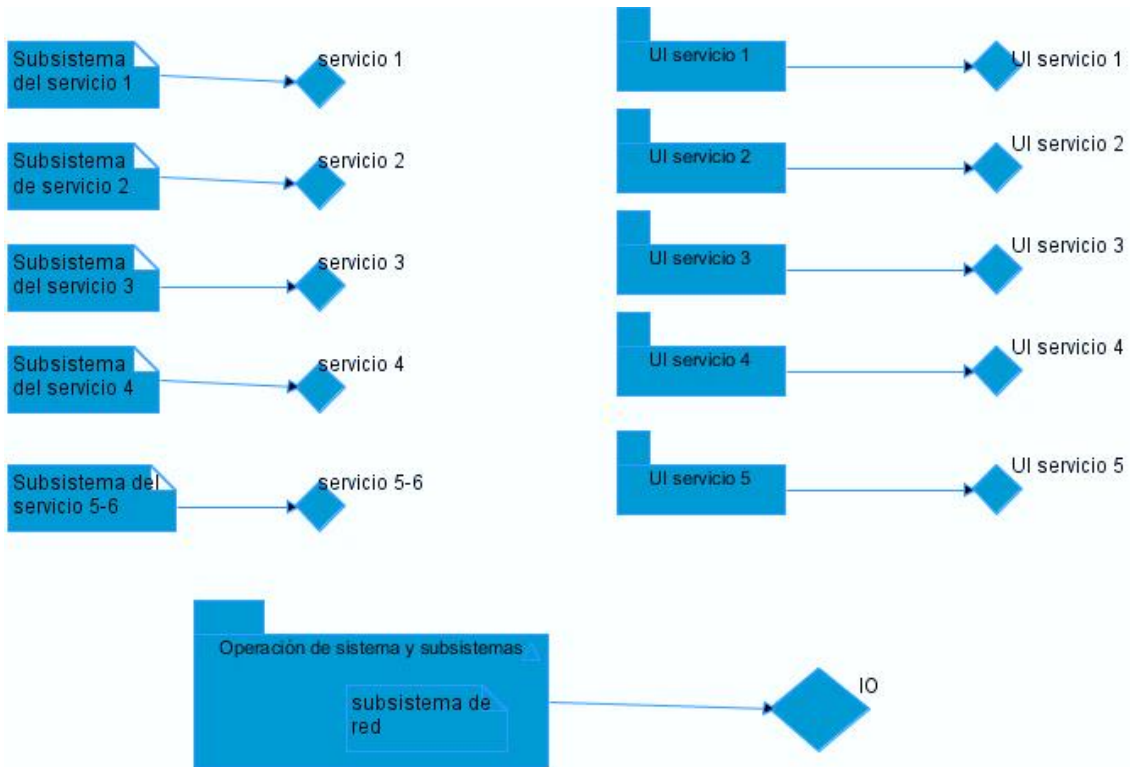 Subsistema
del servicio 1
servicio 1
Subsistema
de servicio 2
servicio 2
Subsistema
del servicio 3
servicio 3
Subsistema
del servicio 4
servicio 4
Subsistema del
servicio 5-6
servicio 5-6
UI servicio 1
UI servicio 1
UI servicio 2
UI servicio 2
UI servicio 3
UI servicio 3
UI servicio 4
UI servicio 4
UI servicio 5
UI servicio 5
Operación de sistema y subsistemas
subsistema de
red
IO